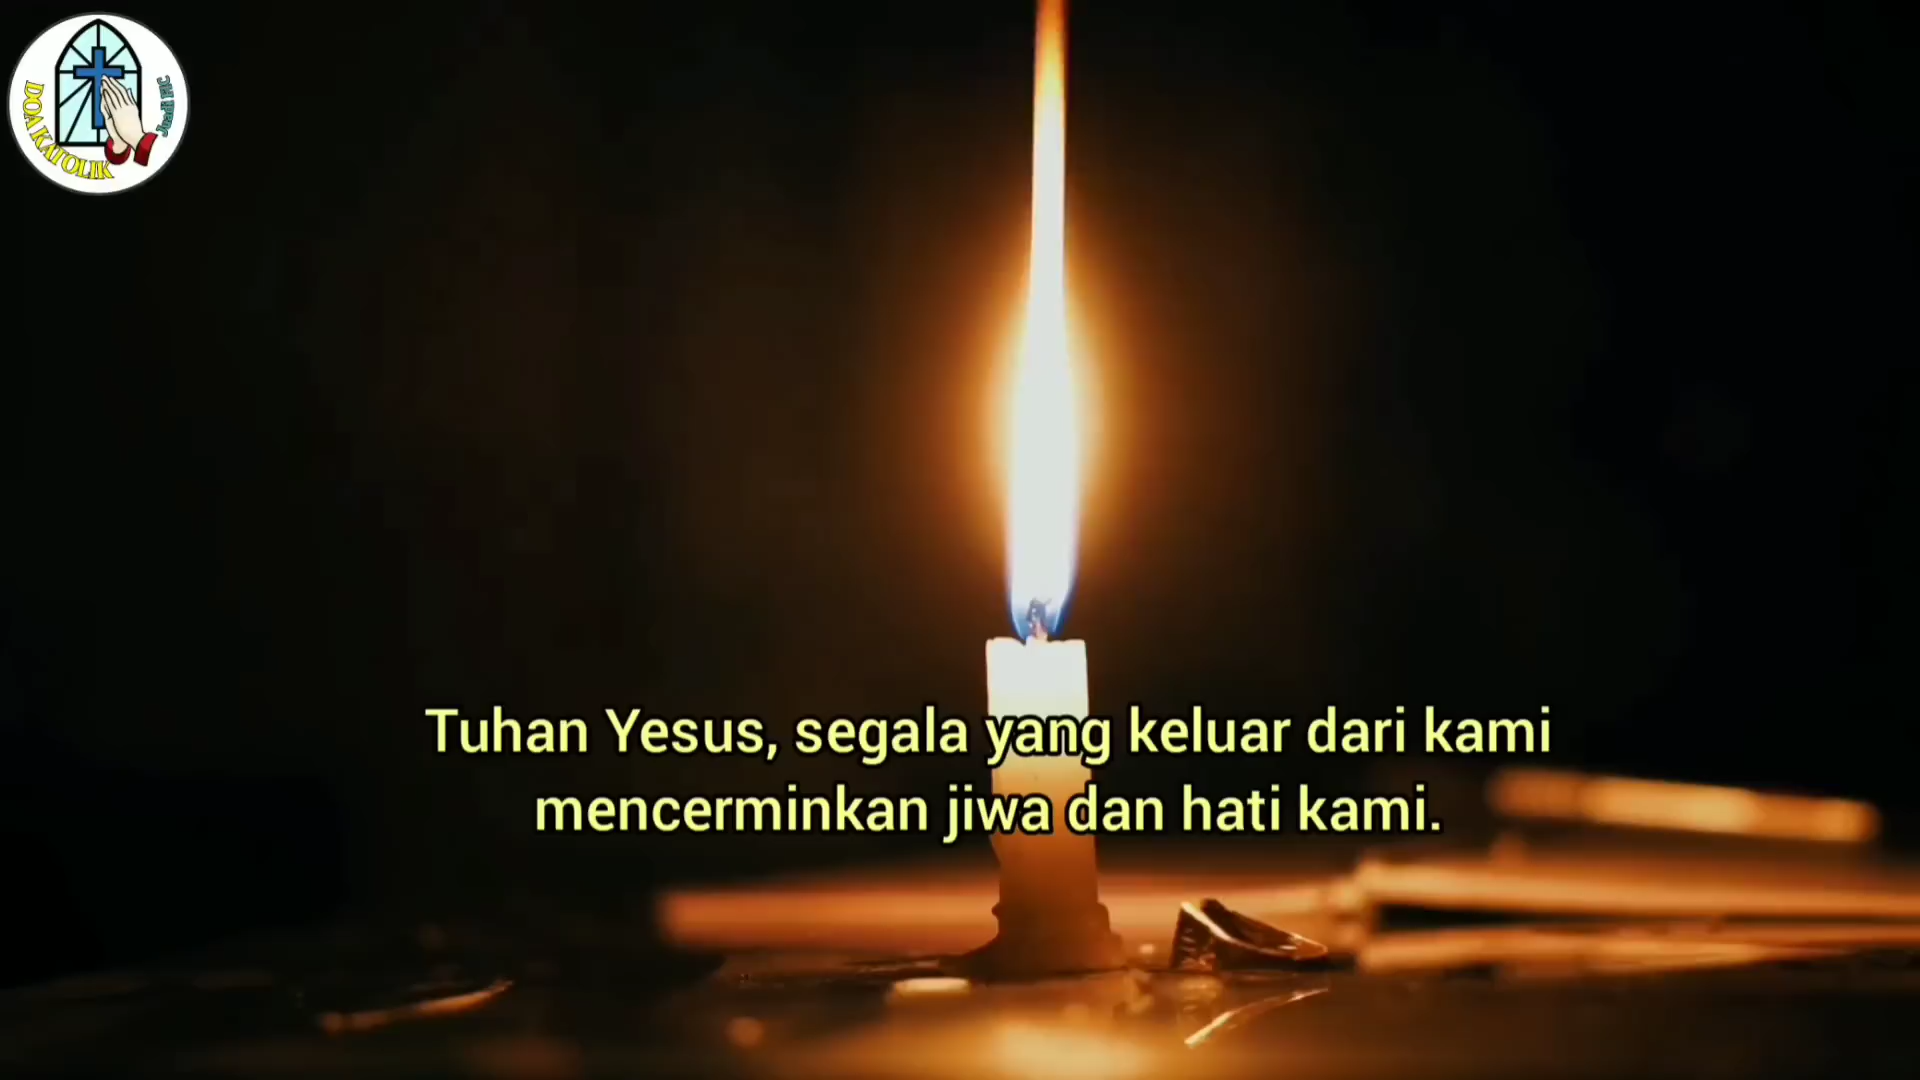 DOA KATOLIK
Tuhan Yesus, segala yang keluar dari kami
mencerminkan jiwa dan hati kami.